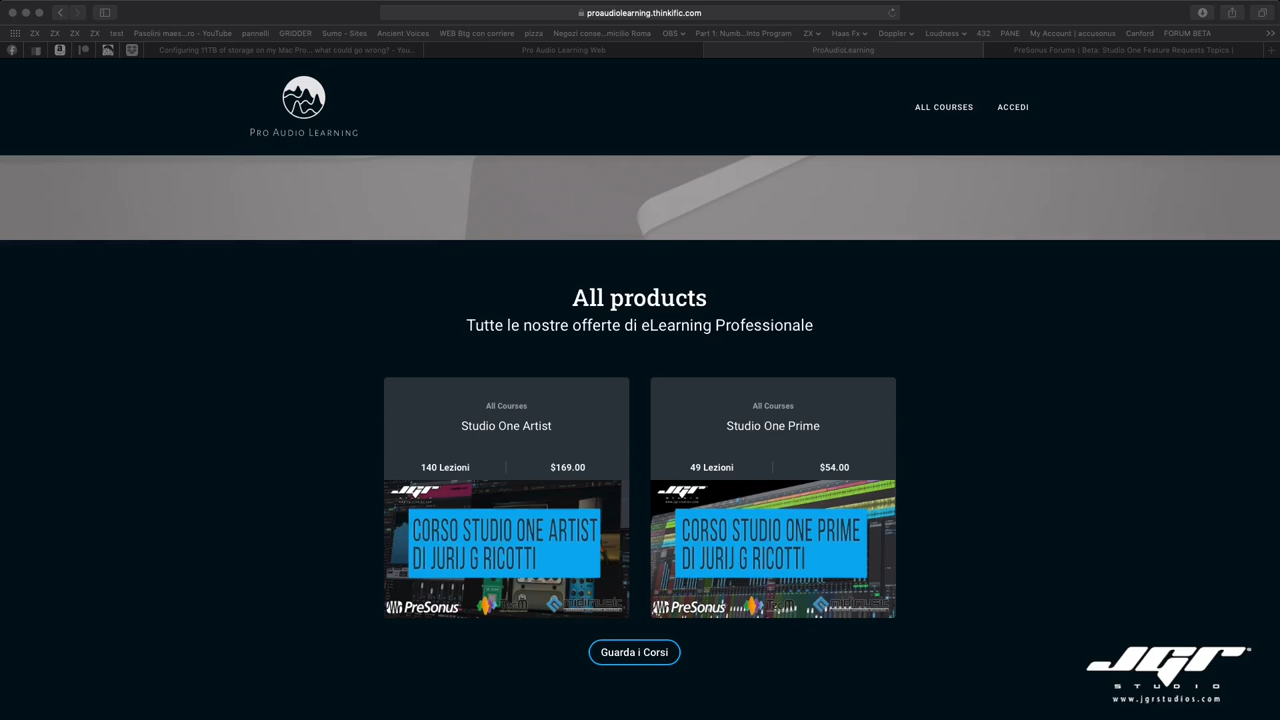 proaudiolearning.thinkific.com
ZX ZX ZX ZX test Pasolini maes...ro - YouTube pannelli GRIDDER Sumo - Sites Ancient Voices WEB Btg con corriere pizza Negozi conse...micilio Roma OBS Part 1: Numb...Into Program ZX Haas Fx Doppler Loudness 432 PANE My Account | accusonus Canford FORUM BETA
Configuring 11TB of storage on my Mac Pro... what could go wrong? - You... Pro Audio Learning Web ProAudioLearning PreSonus Forums | Beta: Studio One Feature Requests Topics |
PRO AUDIO LEARNING
ALL COURSES ACCEDI
All products
Tutte le nostre offerte di eLearning Professionale
All Courses
Studio One Artist
140 Lezioni $169.00
JGR
CORSO STUDIO ONE ARTIST
DI JURIJ G RICOTTI
PreSonus midimusic
All Courses
Studio One Prime
49 Lezioni $54.00
JGR
CORSO STUDIO ONE PRIME
DI JURIJ G RICOTTI
PreSonus midimusic
Guarda i Corsi
JGR
STUDIO
www.jgrstudios.com